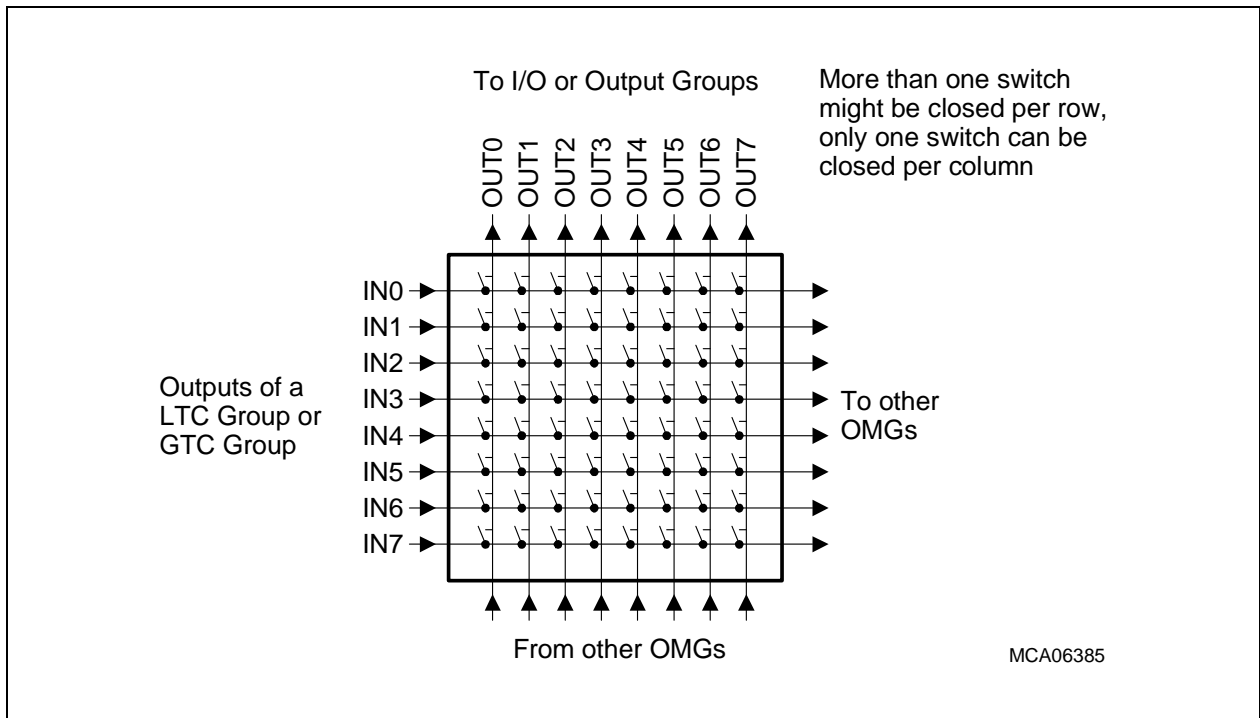 To I/O or Output Groups
More than one switch
might be closed per row,
only one switch can be
closed per column
OUT0
OUT1
OUT2
OUT3
OUT4
OUT5
OUT6
OUT7
IN0
IN1
IN2
IN3
IN4
IN5
IN6
IN7
Outputs of a
LTC Group or
GTC Group
To other
OMGs
From other OMGs
MCA06385